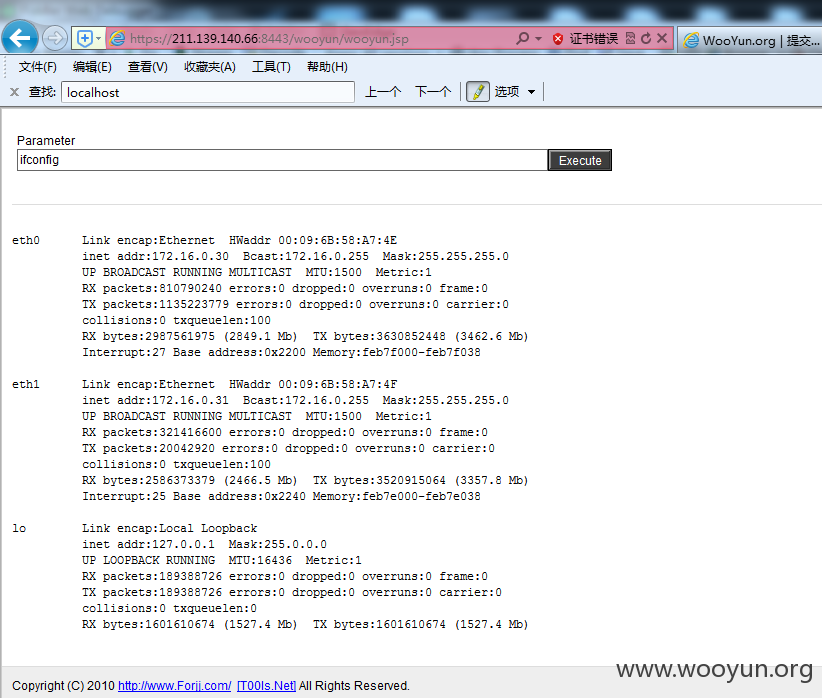 https://211.139.140.66:8443/wooyun/wooyun.jsp
证书错误
WooYun.org | 提交...
文件(F) 编辑(E) 查看(V) 收藏夹(A) 工具(T) 帮助(H)
查找: localhost 上一个 下一个 选项
Parameter
ifconfig Execute
eth0 Link encap:Ethernet HWaddr 00:09:6B:58:A7:4E
inet addr:172.16.0.30 Bcast:172.16.0.255 Mask:255.255.255.0
UP BROADCAST RUNNING MULTICAST MTU:1500 Metric:1
RX packets:810790240 errors:0 dropped:0 overruns:0 frame:0
TX packets:1135223779 errors:0 dropped:0 overruns:0 carrier:0
collisions:0 txqueuelen:100
RX bytes:2987561975 (2849.1 Mb) TX bytes:3630852448 (3462.6 Mb)
Interrupt:27 Base address:0x2200 Memory:feb7f000-feb7f038
eth1 Link encap:Ethernet HWaddr 00:09:6B:58:A7:4F
inet addr:172.16.0.31 Bcast:172.16.0.255 Mask:255.255.255.0
UP BROADCAST RUNNING MULTICAST MTU:1500 Metric:1
RX packets:321416600 errors:0 dropped:0 overruns:0 frame:0
TX packets:20042920 errors:0 dropped:0 overruns:0 carrier:0
collisions:0 txqueuelen:100
RX bytes:2586373379 (2466.5 Mb) TX bytes:3520915064 (3357.8 Mb)
Interrupt:25 Base address:0x2240 Memory:feb7e000-feb7e038
lo Link encap:Local Loopback
inet addr:127.0.0.1 Mask:255.0.0.0
UP LOOPBACK RUNNING MTU:16436 Metric:1
RX packets:189388726 errors:0 dropped:0 overruns:0 frame:0
TX packets:189388726 errors:0 dropped:0 overruns:0 carrier:0
collisions:0 txqueuelen:0
RX bytes:1601610674 (1527.4 Mb) TX bytes:1601610674 (1527.4 Mb)
www.wooyun.org
Copyright (C) 2010 http://www.Forjj.com/ [T00ls.Net] All Rights Reserved.